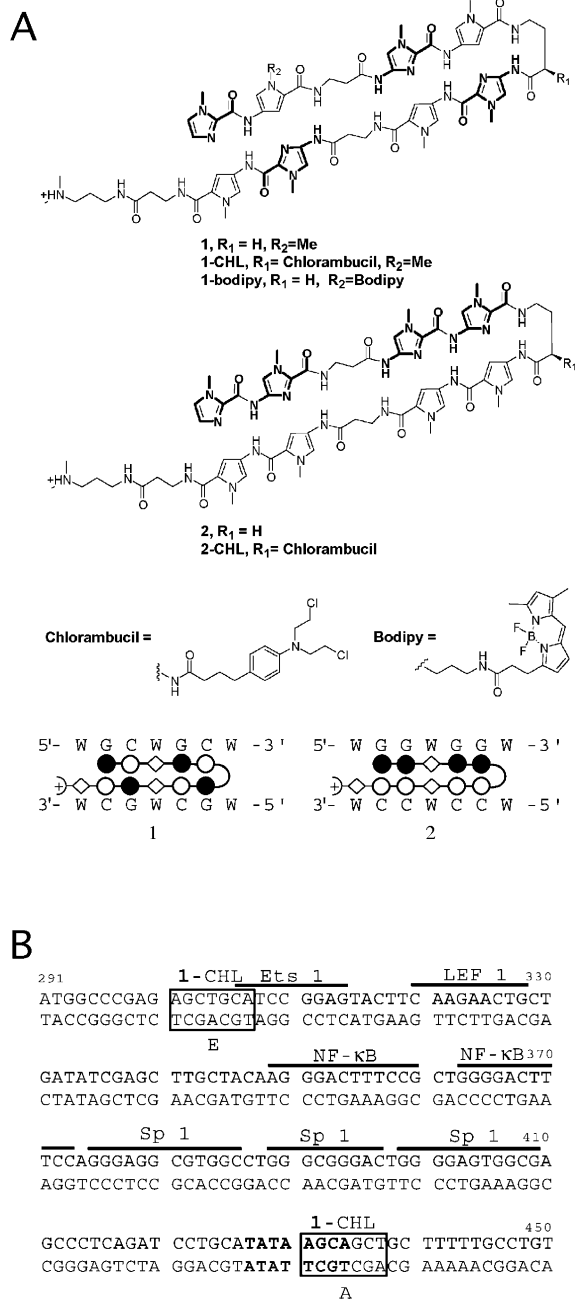 A
1, R1 = H, R2=Me
1-CHL, R1= Chlorambucil, R2=Me
1-bodipy, R1 = H, R2=Bodipy
2, R1 = H
2-CHL, R1= Chlorambucil
Chlorambucil =
Bodipy =
5'- W G C W G C W -3'
3'- W C G W C G W -5'
1
5'- W G G W G G W -3'
3'- W C C W C C W -5'
2
B
291 1-CHL Ets 1 LEF 1 330
ATGGCCCGAG AGCTGCATCC GGAGTACTTC AAGAACTGCT
TACCGGGCTC TCGACGTAGG CCTCATGAAG TTCTTGACGA
E
NF-κB NF-κB 370
GATATCGAGC TTGCTACAAG GGACTTTCCG CTGGGGACTT
CTATAGCTCG AACGATGTTC CCTGAAAGGC GACCCCTGAA
Sp 1 Sp 1 Sp 1 410
TCCAGGGAGG CGTGGCCTGG GCGGGACTGG GGAGTGGCGA
AGGTCCCTCC GCACCGGACC AACGATGTTC CCTGAAAGGC
1-CHL 450
GCCCTCAGAT CCTGCATATA AGCAGCTGC TTTTTGCCTGT
CGGGAGTCTA GGACGTATAT TCGTCGACG AAAAACGGACA
A